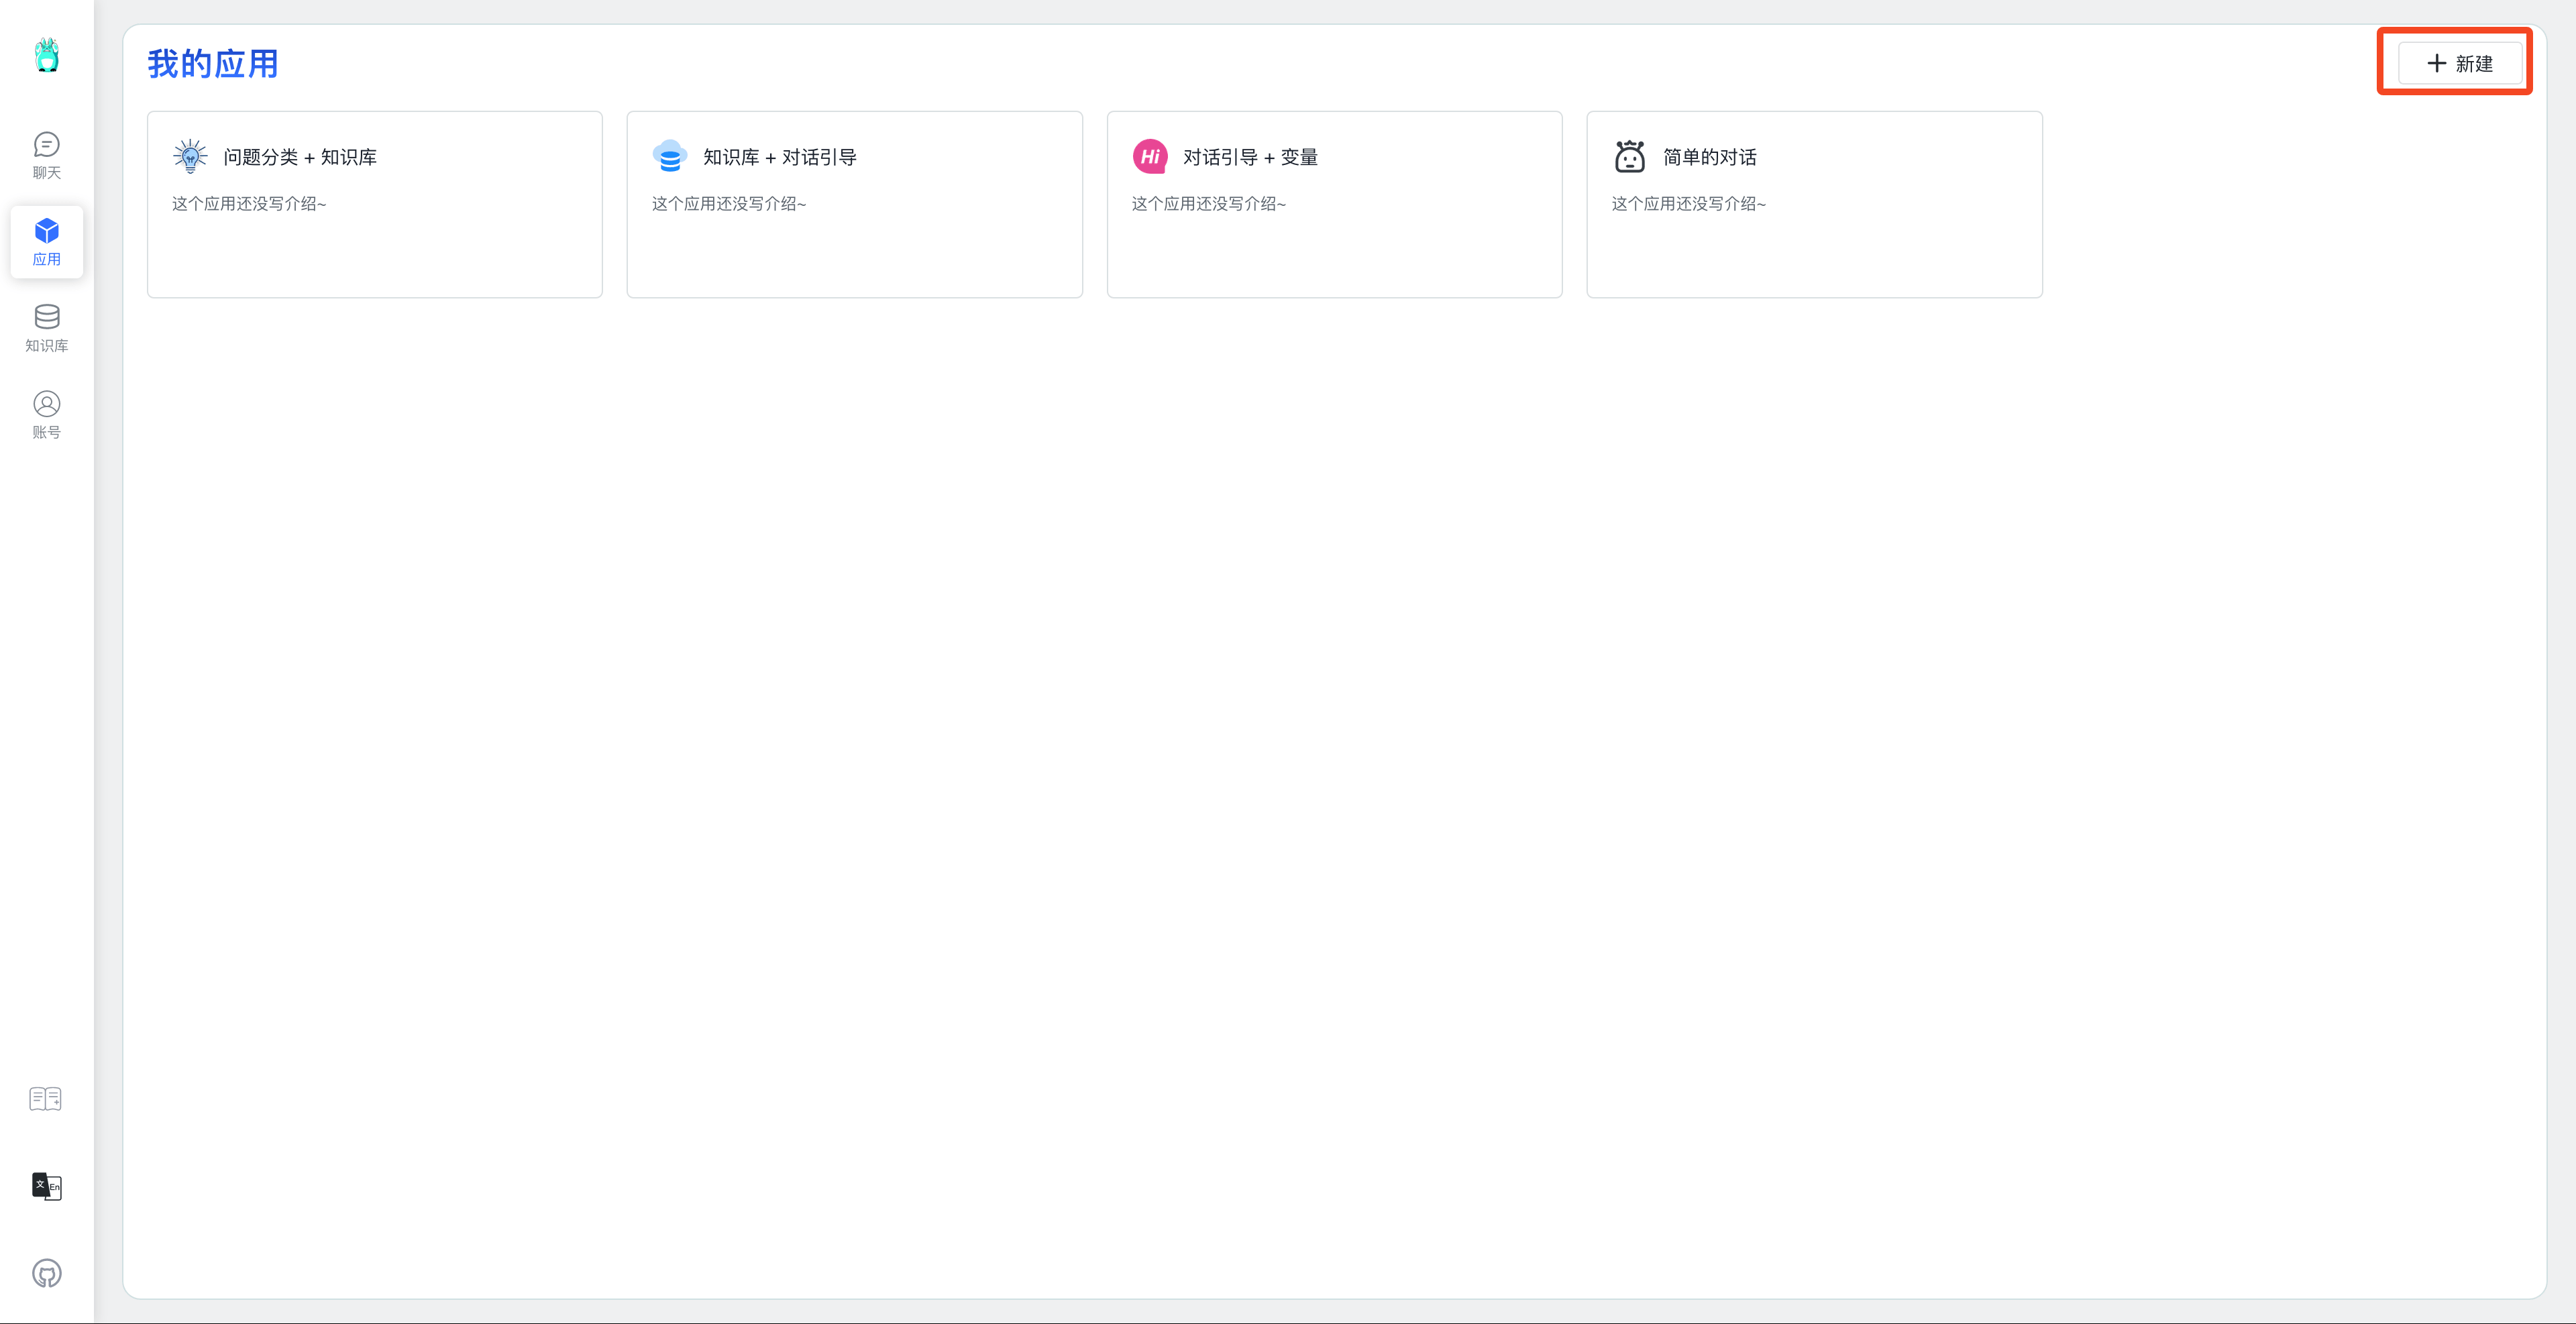 我的应用
+ 新建
聊天
应用
知识库
账号
问题分类 + 知识库
这个应用还没写介绍~
知识库 + 对话引导
这个应用还没写介绍~
Hi
对话引导 + 变量
这个应用还没写介绍~
简单的对话
这个应用还没写介绍~
文 En